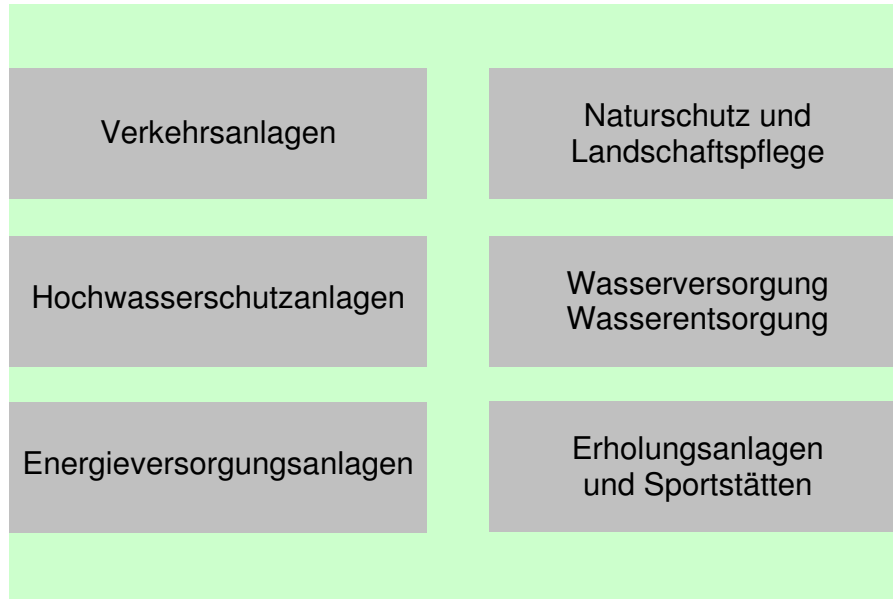 Verkehrsanlagen
Naturschutz und
Landschaftspflege
Hochwasserschutzanlagen
Wasserversorgung
Wasserentsorgung
Energieversorgungsanlagen
Erholungsanlagen
und Sportstätten